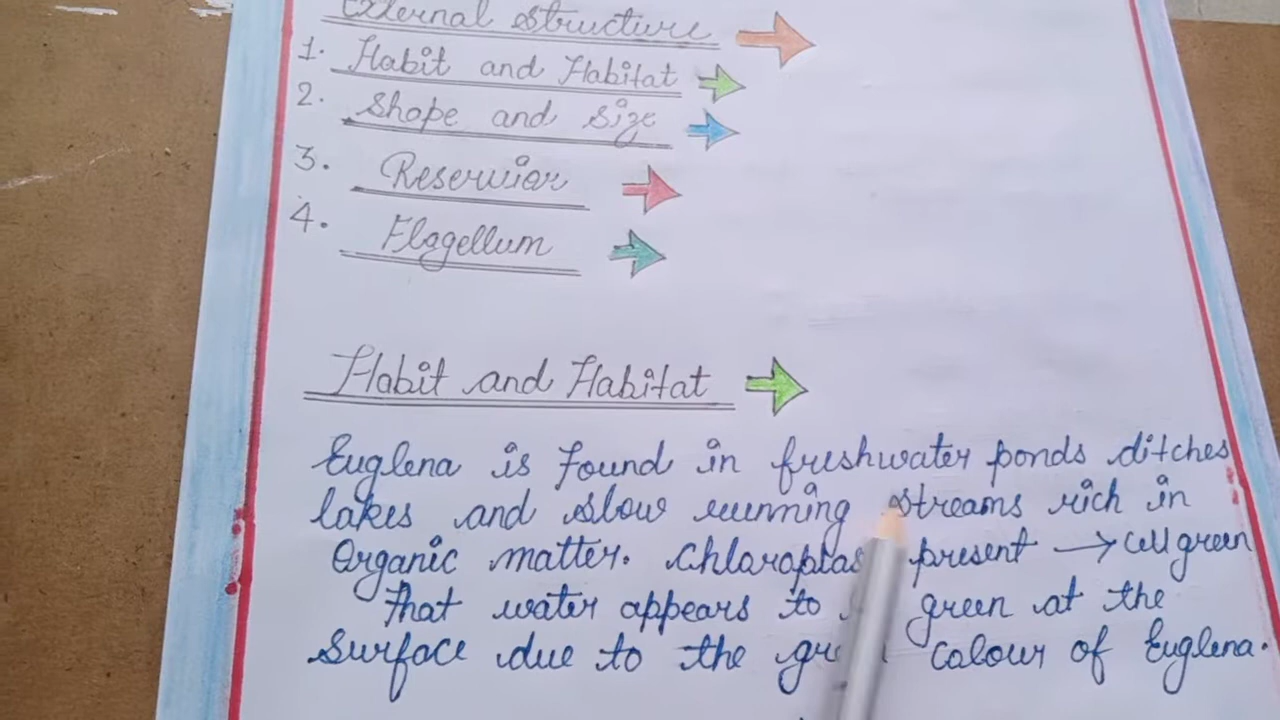 External structure
1. Habit and Habitat
2. Shape and size
3. Reserwiar
4. Flagellum
Habit and Habitat
Euglena is found in freshwater ponds ditches
lakes and slow running streams rich in
Organic matter. Chloroplas present → cell green
that water appears to green at the
Surface due to the colour of Euglena.